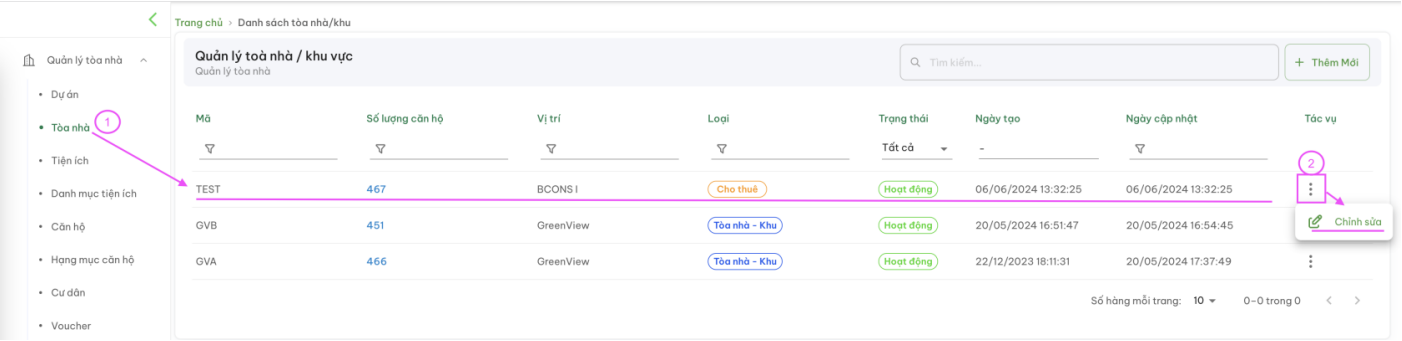 Trang chủ › Danh sách tòa nhà/khu
Quản lý tòa nhà
Dự án
Tòa nhà
1
Tiện ích
Danh mục tiện ích
Căn hộ
Hạng mục căn hộ
Cư dân
Voucher
Quản lý toà nhà / khu vực
Quản lý tòa nhà
Tìm kiếm...
+ Thêm Mới
Mã Số lượng căn hộ Vị trí Loại Trạng thái Ngày tạo Ngày cập nhật Tác vụ
Tất cả -
2
TEST 467 BCONS I Cho thuê Hoạt động 06/06/2024 13:32:25 06/06/2024 13:32:25
Chỉnh sửa
GVB 451 GreenView Tòa nhà - Khu Hoạt động 20/05/2024 16:51:47 20/05/2024 16:54:45
GVA 466 GreenView Tòa nhà - Khu Hoạt động 22/12/2023 18:11:31 20/05/2024 17:37:49
Số hàng mỗi trang: 10 0-0 trong 0